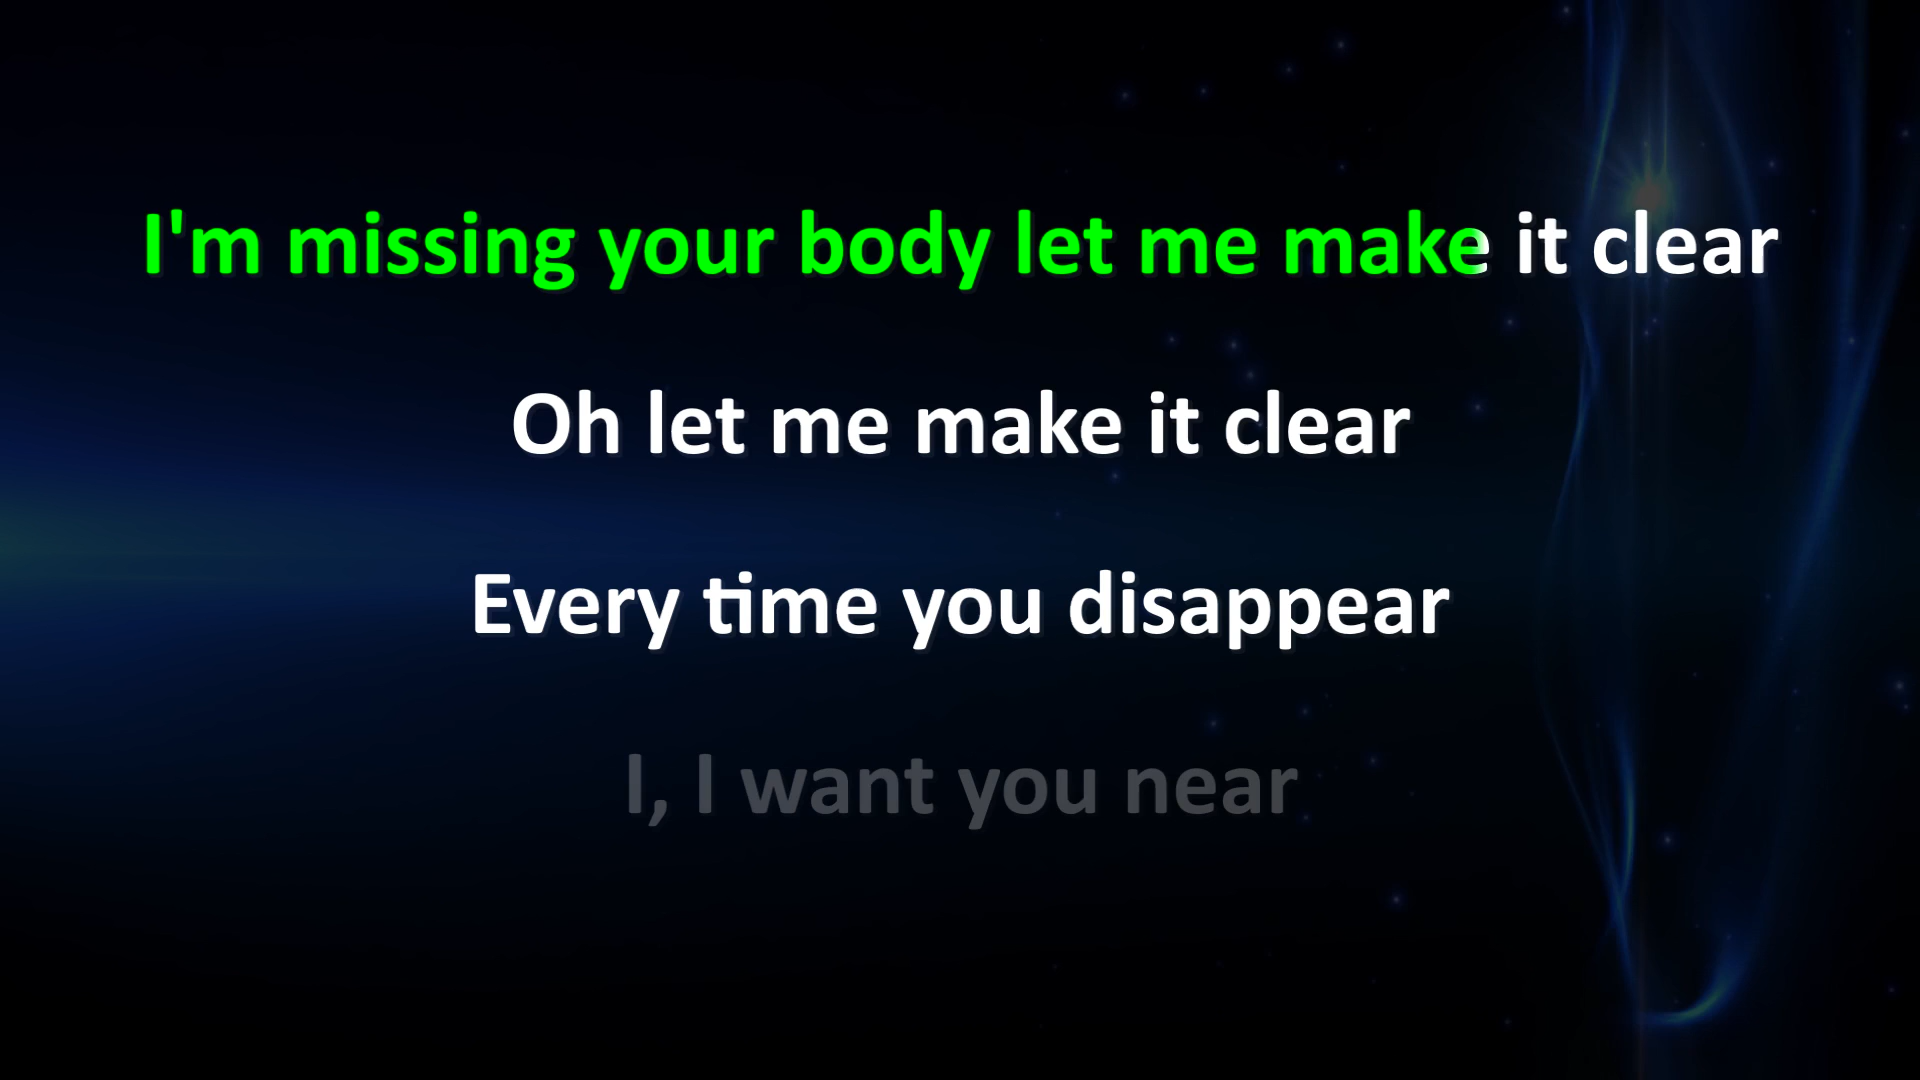 I'm missing your body let me make it clear
Oh let me make it clear
Every time you disappear
I, I want you near